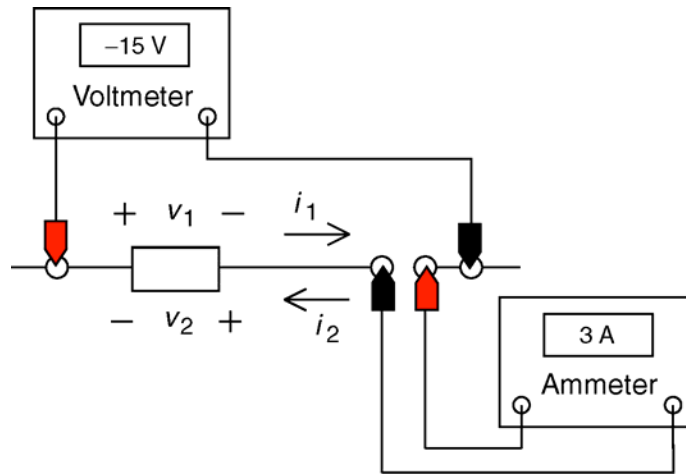 −15 V
Voltmeter
+ v1 −
i1
− v2 +
i2
3 A
Ammeter